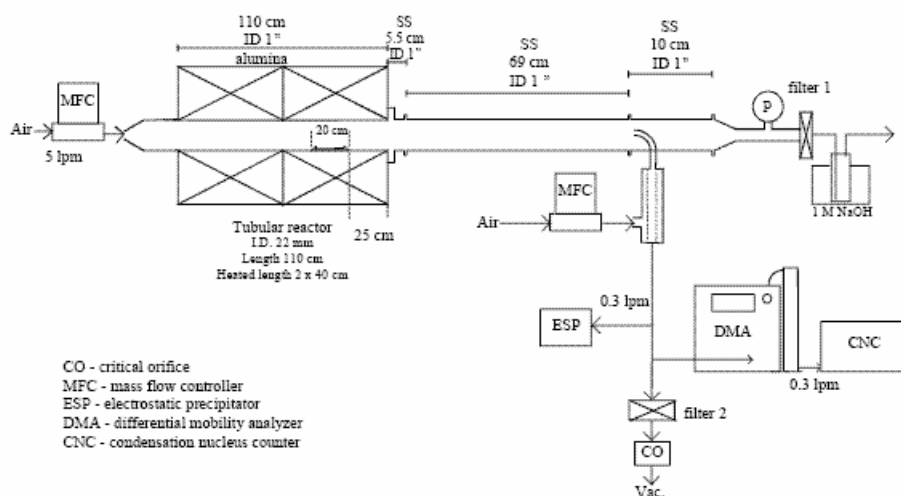 110 cm
ID 1"
alumina
SS
5.5 cm
ID 1"
SS
69 cm
ID 1"
SS
10 cm
ID 1"
filter 1
MFC
Air
5 lpm
20 cm
P
1 M NaOH
MFC
Air
Tubular reactor
I.D. 22 mm
Length 110 cm
Heated length 2 x 40 cm
25 cm
0.3 lpm
ESP
DMA
CNC
0.3 lpm
filter 2
CO
Vac.
CO - critical orifice
MFC - mass flow controller
ESP - electrostatic precipitator
DMA - differential mobility analyzer
CNC - condensation nucleus counter